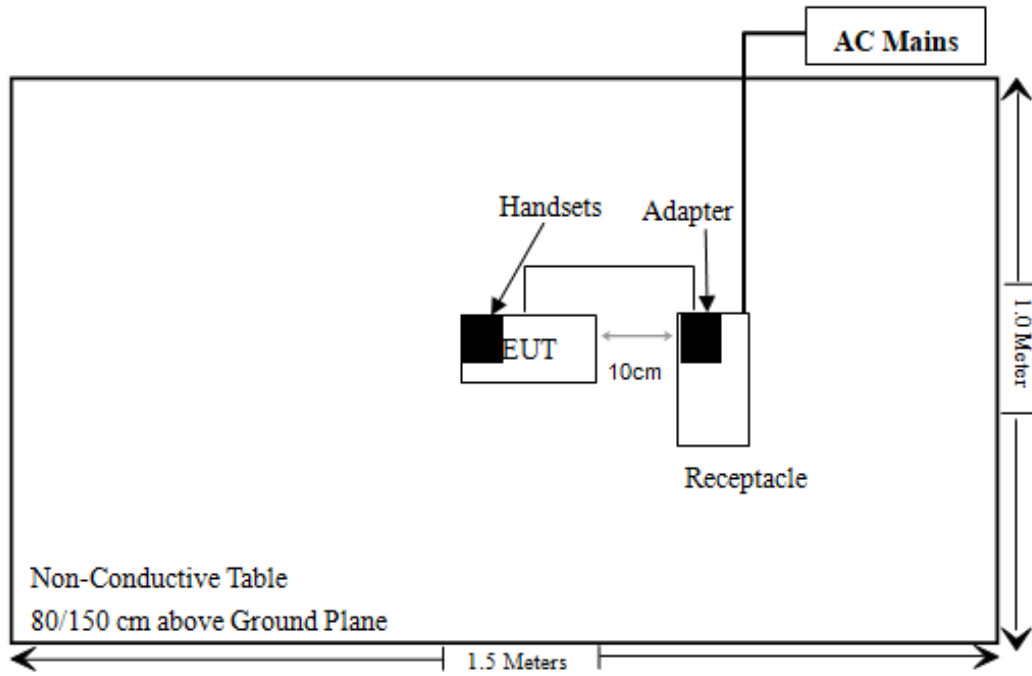 AC Mains
Handsets
Adapter
EUT
10cm
1.0 Meter
Receptacle
Non-Conductive Table
80/150 cm above Ground Plane
1.5 Meters